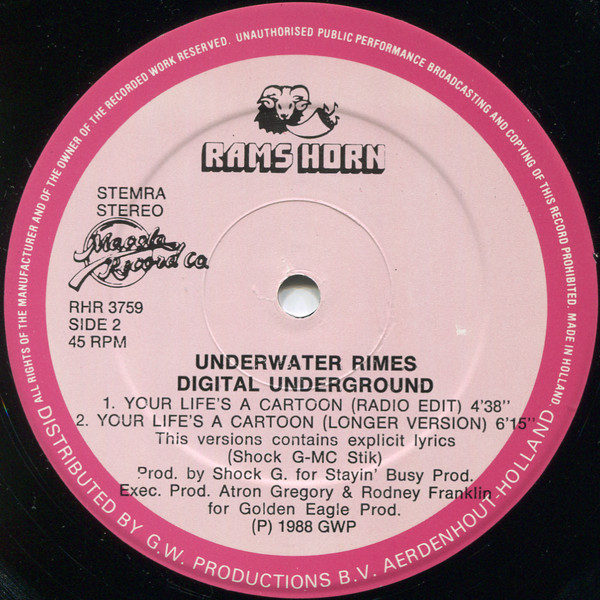 ALL RIGHTS OF THE MANUFACTURER AND OF THE OWNER OF THE RECORDED WORK RESERVED. UNAUTHORISED PUBLIC PERFORMANCE BROADCASTING AND COPYING OF THIS RECORD PROHIBITED. MADE IN HOLLAND
RAMS HORN
STEMRA
STEREO
Macola
Record Co.
RHR 3759
SIDE 2
45 RPM
UNDERWATER RIMES
DIGITAL UNDERGROUND
1. YOUR LIFE'S A CARTOON (RADIO EDIT) 4'38"
2. YOUR LIFE'S A CARTOON (LONGER VERSION) 6'15"
This versions contains explicit lyrics
(Shock G-MC Stik)
Prod. by Shock G. for Stayin' Busy Prod.
Exec. Prod. Atron Gregory & Rodney Franklin
for Golden Eagle Prod.
(P) 1988 GWP
DISTRIBUTED BY G.W. PRODUCTIONS B.V. AERDENHOUT-HOLLAND